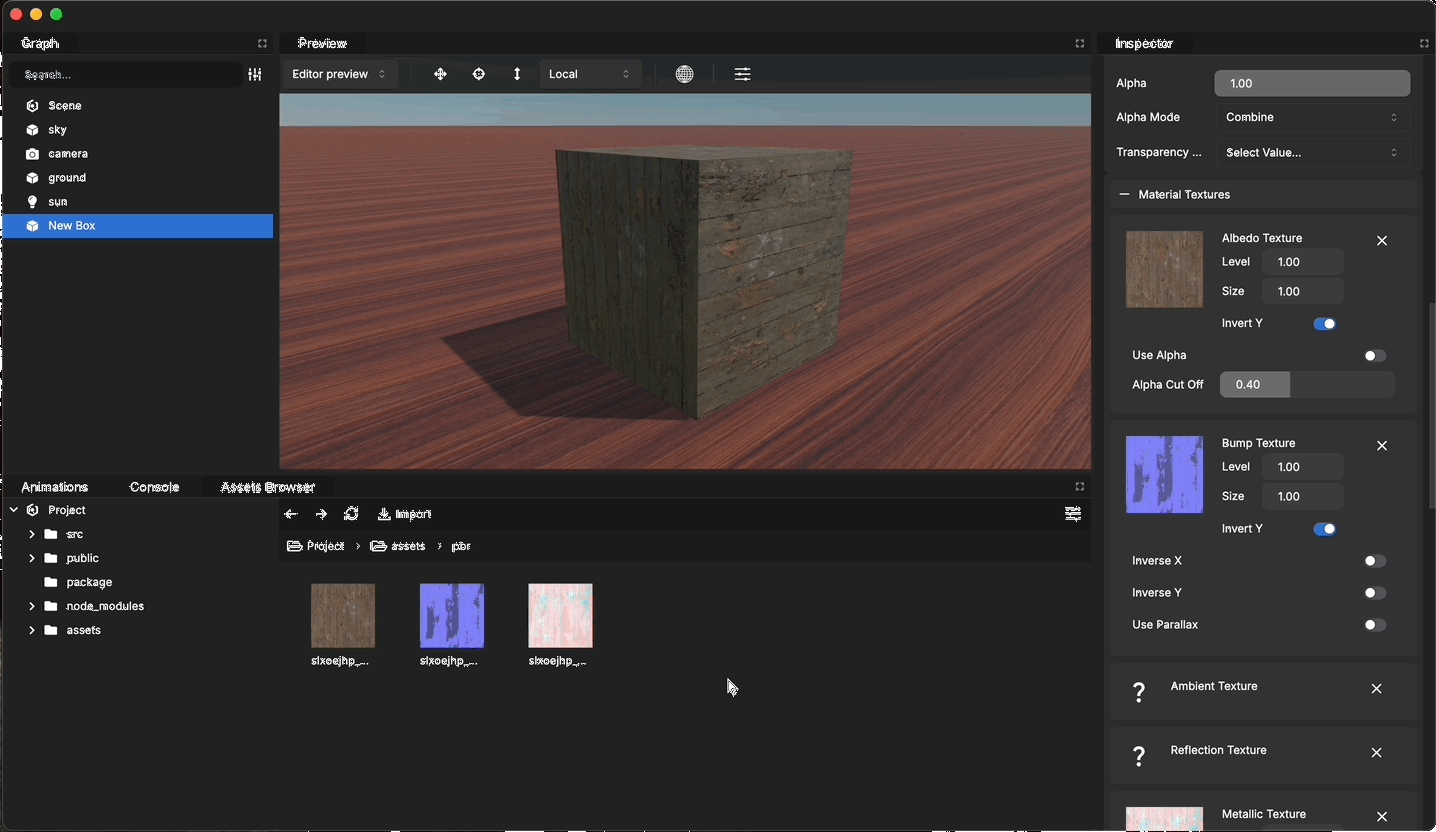 Graph
Search...
Scene
sky
camera
ground
sun
New Box
Preview
Editor preview
Local
Inspector
Alpha 1.00
Alpha Mode Combine
Transparency ... Select Value...
Material Textures
Albedo Texture
Level 1.00
Size 1.00
Invert Y
Use Alpha
Alpha Cut Off 0.40
Bump Texture
Level 1.00
Size 1.00
Invert Y
Inverse X
Inverse Y
Use Parallax
? Ambient Texture
? Reflection Texture
Metallic Texture
Animations Console Assets Browser
Project
src
public
package
node_modules
assets
Import
Project › assets › pbr
slxoejhp_... slxoejhp_... slxoejhp_...